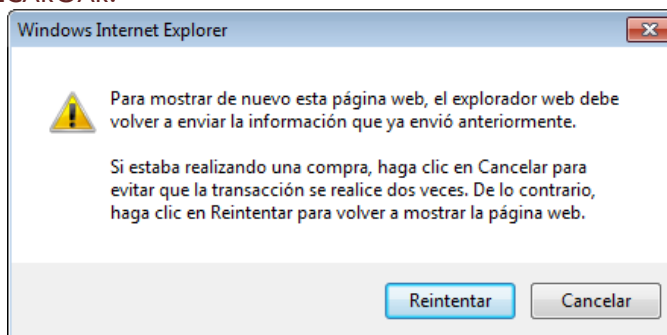 Windows Internet Explorer
Para mostrar de nuevo esta página web, el explorador web debe
volver a enviar la información que ya envió anteriormente.
Si estaba realizando una compra, haga clic en Cancelar para
evitar que la transacción se realice dos veces. De lo contrario,
haga clic en Reintentar para volver a mostrar la página web.
Reintentar Cancelar